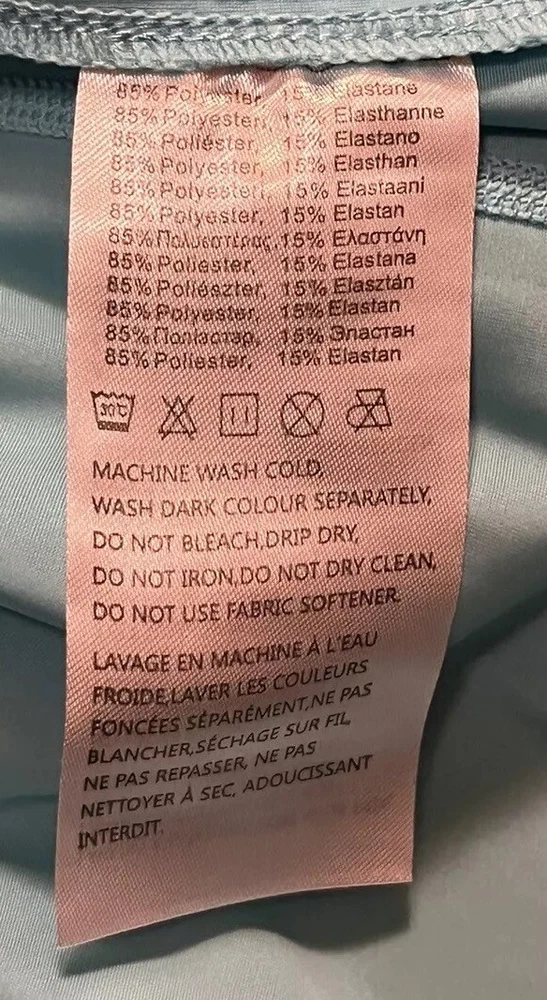 85% Polyester, 15% Elastane
85% Polyester, 15% Elasthanne
85% Poliéster, 15% Elastano
85% Polyester, 15% Elasthan
85% Polyesteri, 15% Elastaani
85% Polyester, 15% Elastan
85% Πολυεστέρας, 15% Ελαστάνη
85% Poliester, 15% Elastana
85% Poliészter, 15% Elasztán
85% Polyester, 15% Elastan
85% Полиэстер, 15% Эластан
85% Poliester, 15% Elastan
30℃
MACHINE WASH COLD,
WASH DARK COLOUR SEPARATELY,
DO NOT BLEACH,DRIP DRY,
DO NOT IRON,DO NOT DRY CLEAN,
DO NOT USE FABRIC SOFTENER.
LAVAGE EN MACHINE À L'EAU
FROIDE,LAVER LES COULEURS
FONCÉES SÉPARÉMENT,NE PAS
BLANCHER,SÉCHAGE SUR FIL,
NE PAS REPASSER, NE PAS
NETTOYER À SEC, ADOUCISSANT
INTERDIT.